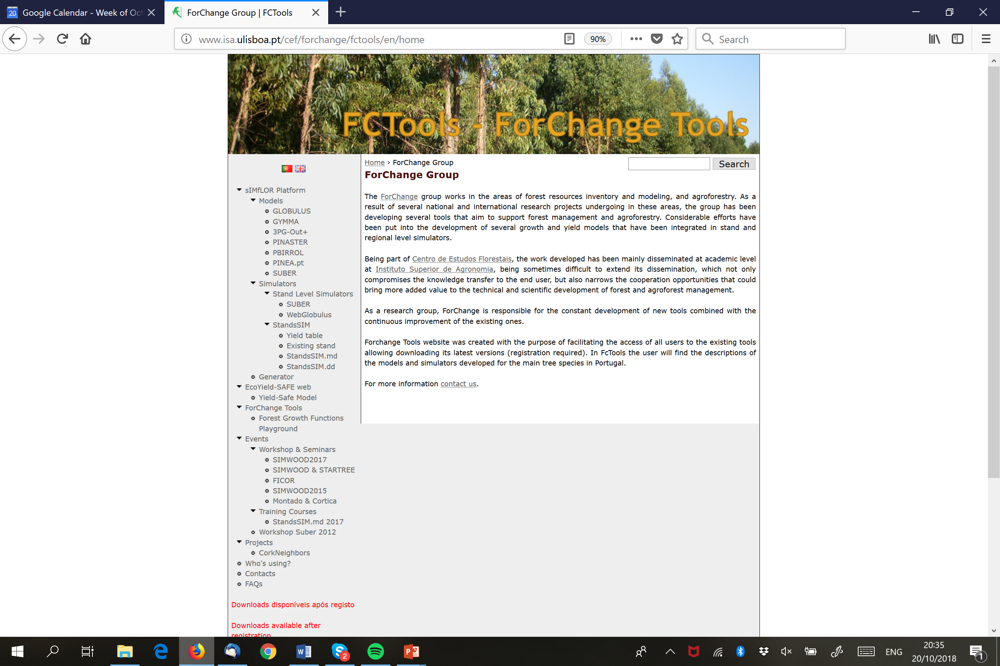 20 Google Calendar - Week of Oct
ForChange Group | FCTools
www.isa.ulisboa.pt/cef/forchange/fctools/en/home
90%
Search
FCTools - ForChange Tools
Home › ForChange Group
Search
ForChange Group
sIMfLOR Platform
Models
GLOBULUS
GYMMA
3PG-Out+
PINASTER
PBIRROL
PINEA.pt
SUBER
Simulators
Stand Level Simulators
SUBER
WebGlobulus
StandsSIM
Yield table
Existing stand
StandsSIM.md
StandsSIM.dd
Generator
EcoYield-SAFE web
Yield-Safe Model
ForChange Tools
Forest Growth Functions
Playground
Events
Workshop & Seminars
SIMWOOD2017
SIMWOOD & STARTREE
FICOR
SIMWOOD2015
Montado & Cortica
Training Courses
StandsSIM.md 2017
Workshop Suber 2012
Projects
CorkNeighbors
Who's using?
Contacts
FAQs
Downloads disponíveis após registo
Downloads available after
registration
The ForChange group works in the areas of forest resources inventory and modeling, and agroforestry. As a
result of several national and international research projects undergoing in these areas, the group has been
developing several tools that aim to support forest management and agroforestry. Considerable efforts have
been put into the development of several growth and yield models that have been integrated in stand and
regional level simulators.
Being part of Centro de Estudos Florestais, the work developed has been mainly disseminated at academic level
at Instituto Superior de Agronomia, being sometimes difficult to extend its dissemination, which not only
compromises the knowledge transfer to the end user, but also narrows the cooperation opportunities that could
bring more added value to the technical and scientific development of forest and agroforest management.
As a research group, ForChange is responsible for the constant development of new tools combined with the
continuous improvement of the existing ones.
Forchange Tools website was created with the purpose of facilitating the access of all users to the existing tools
allowing downloading its latest versions (registration required). In FcTools the user will find the descriptions of
the models and simulators developed for the main tree species in Portugal.
For more information contact us.
2
ENG
20:35
20/10/2018
1